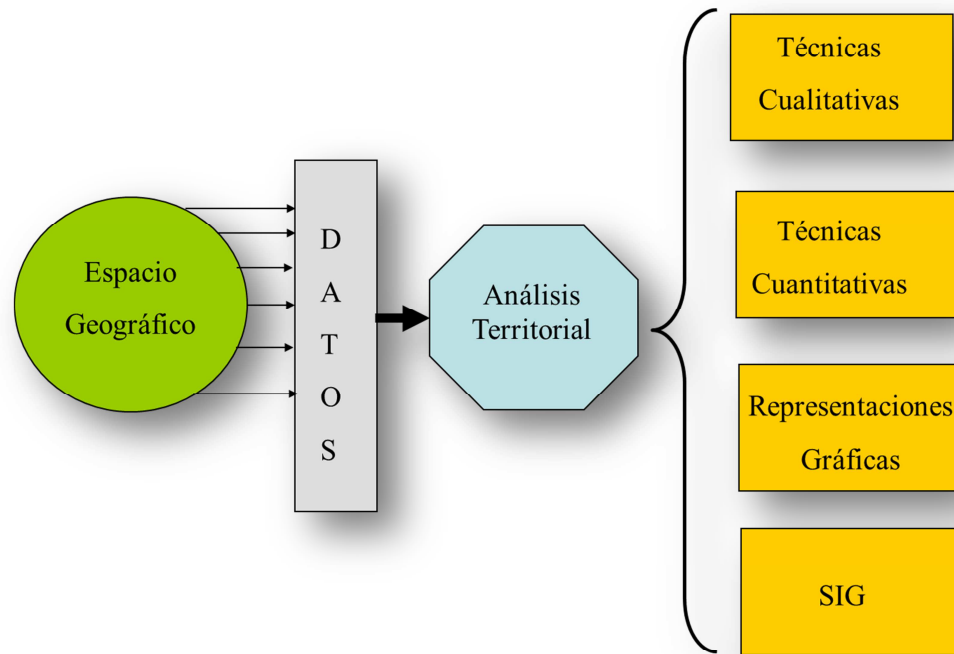 Espacio
Geográfico
D
A
T
O
S
Análisis
Territorial
Técnicas
Cualitativas
Técnicas
Cuantitativas
Representaciones
Gráficas
SIG